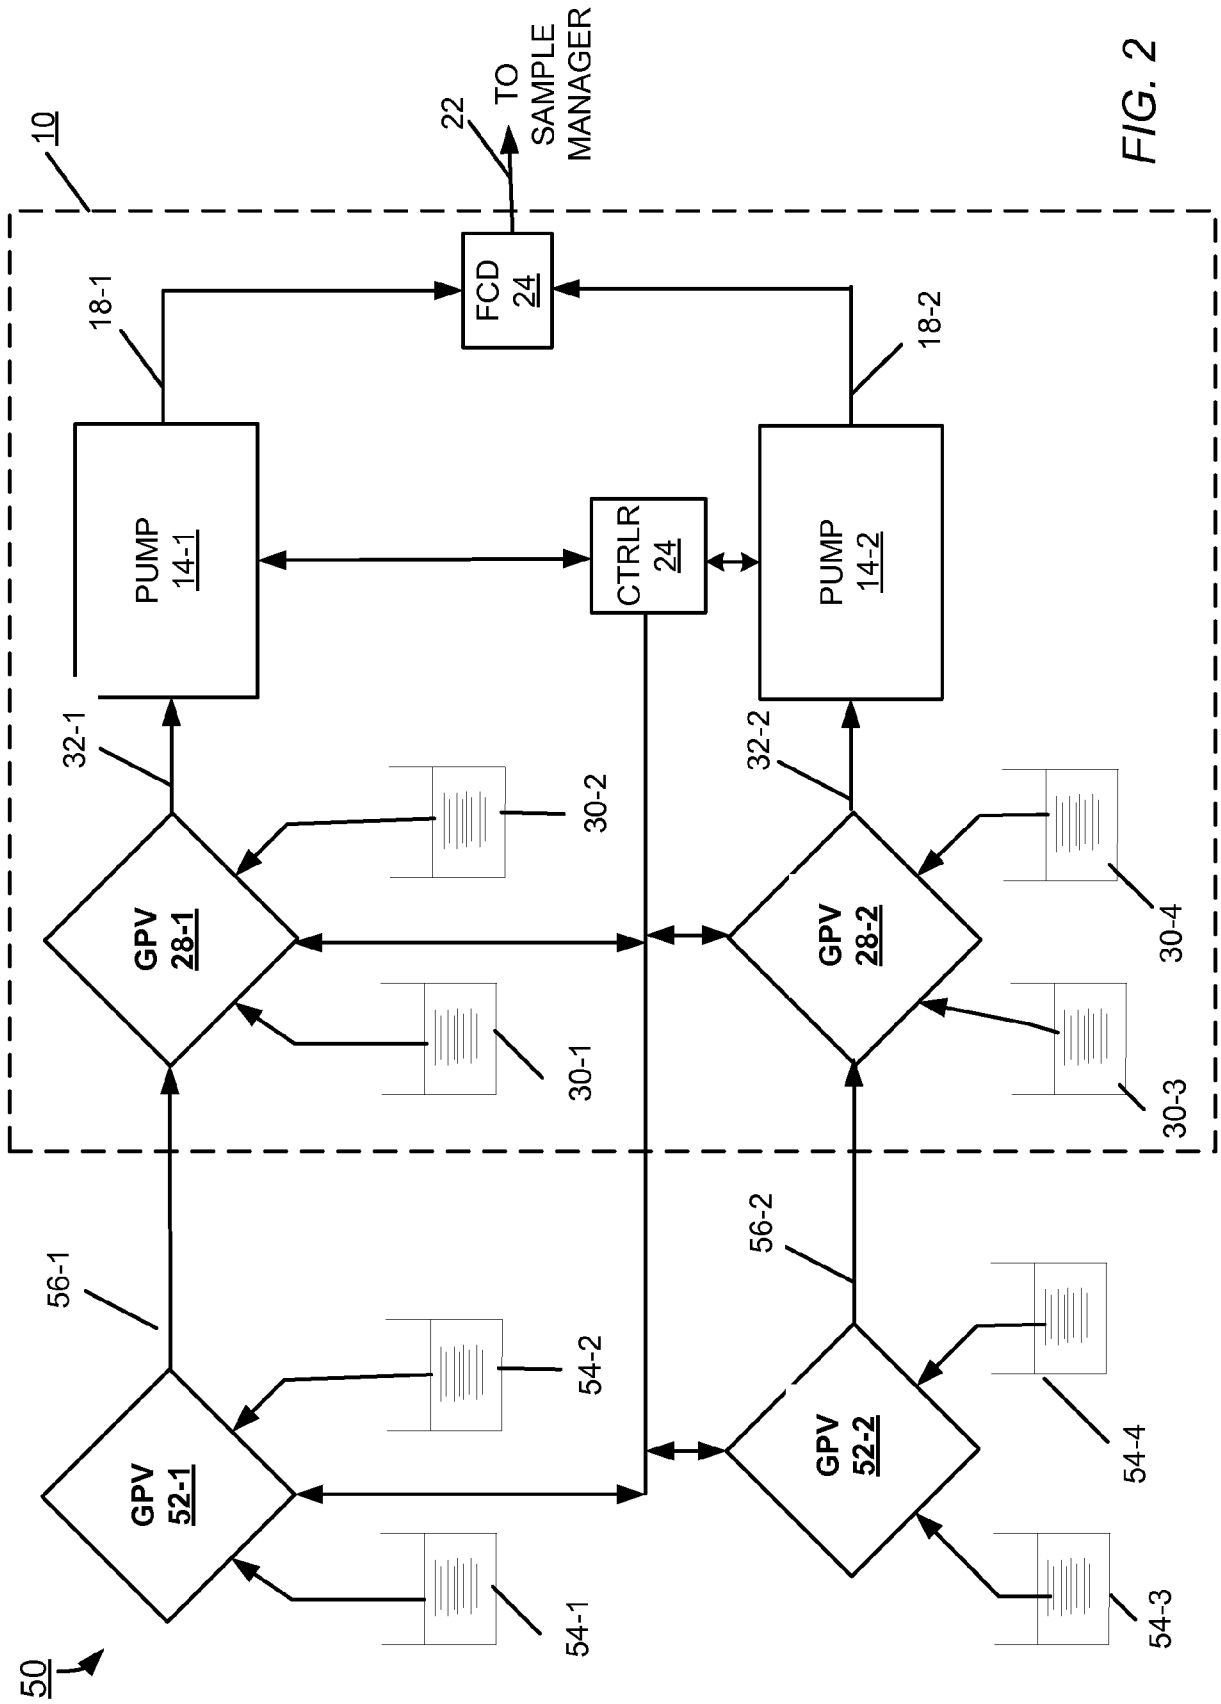 50
10
GPV
52-1
56-1
54-1
54-2
GPV
28-1
32-1
30-1
30-2
PUMP
14-1
18-1
FCD
24
22
TO
SAMPLE
MANAGER
CTRLR
24
GPV
52-2
56-2
54-3
54-4
GPV
28-2
32-2
30-3
30-4
PUMP
14-2
18-2
FIG. 2